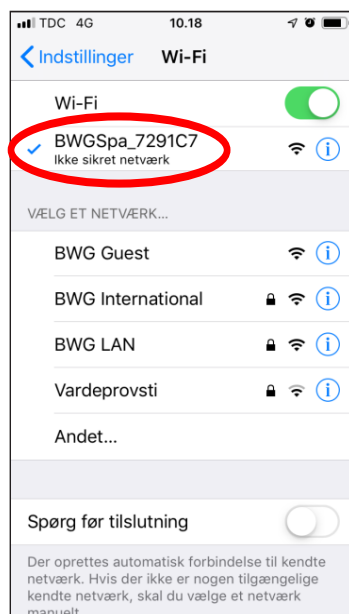 TDC 4G 10.18
Indstillinger Wi-Fi
Wi-Fi
BWGSpa_7291C7
Ikke sikret netværk
VÆLG ET NETVÆRK...
BWG Guest
BWG International
BWG LAN
Vardeprovsti
Andet...
Spørg før tilslutning
Der oprettes automatisk forbindelse til kendte
netværk. Hvis der ikke er nogen tilgængelige
kendte netværk, skal du vælge et netværk
manuelt.